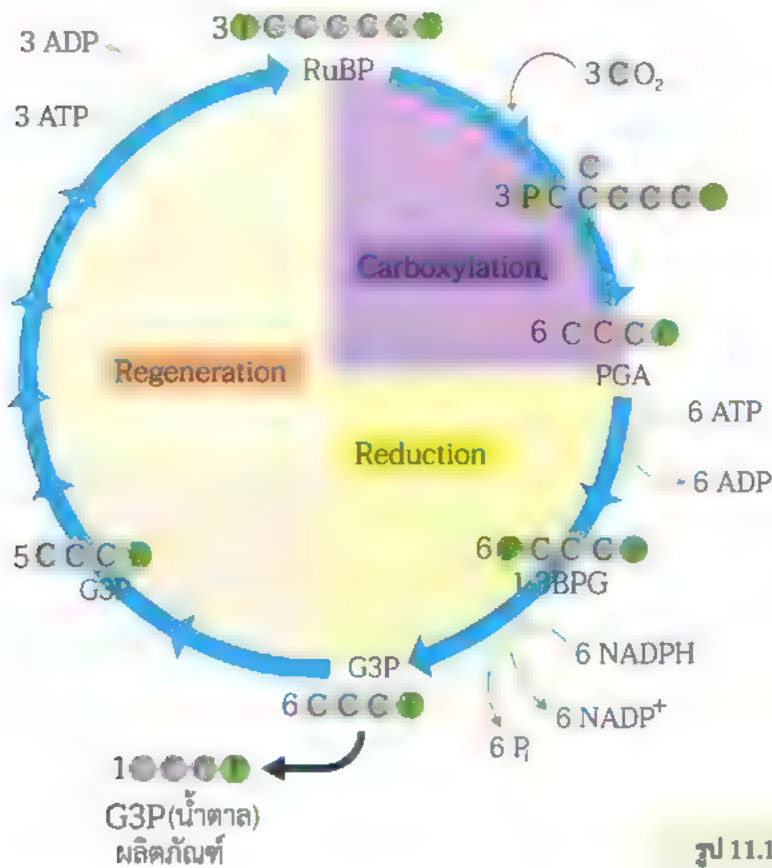 3 C C C C C
RuBP
3 ADP
3 ATP
3 CO₂
C
3 P C C C C C
Carboxylation
6 C C C
PGA
Regeneration
6 ATP
6 ADP
Reduction
5 C C C
G3P
6 C C C
1,3BPG
6 NADPH
6 NADP⁺
6 Pᵢ
G3P
6 C C C
1
G3P (น้ำตาล)
ผลิตภัณฑ์
รูป 11.1